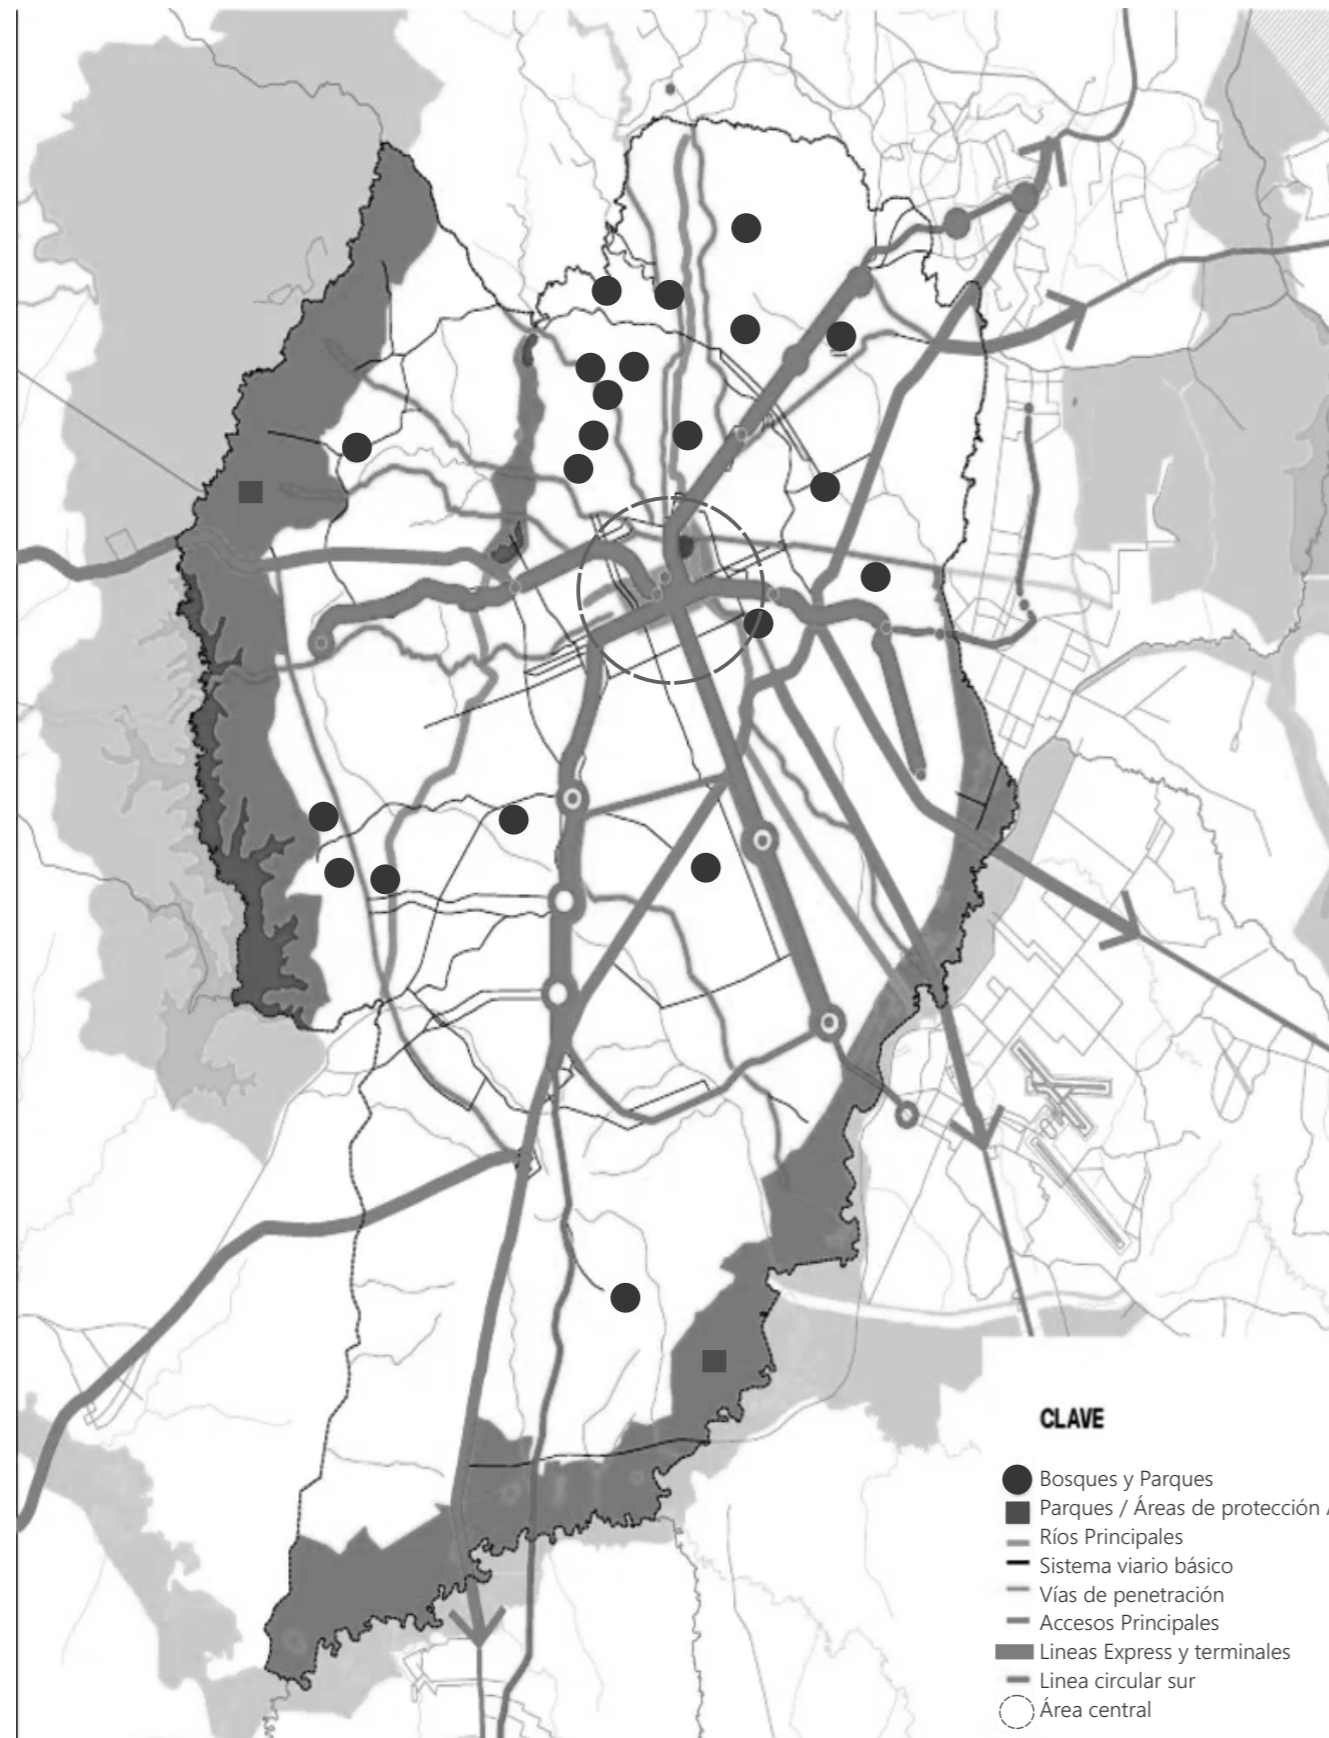 CLAVE
Bosques y Parques
Parques / Áreas de protección
Ríos Principales
Sistema viario básico
Vías de penetración
Accesos Principales
Lineas Express y terminales
Linea circular sur
Área central